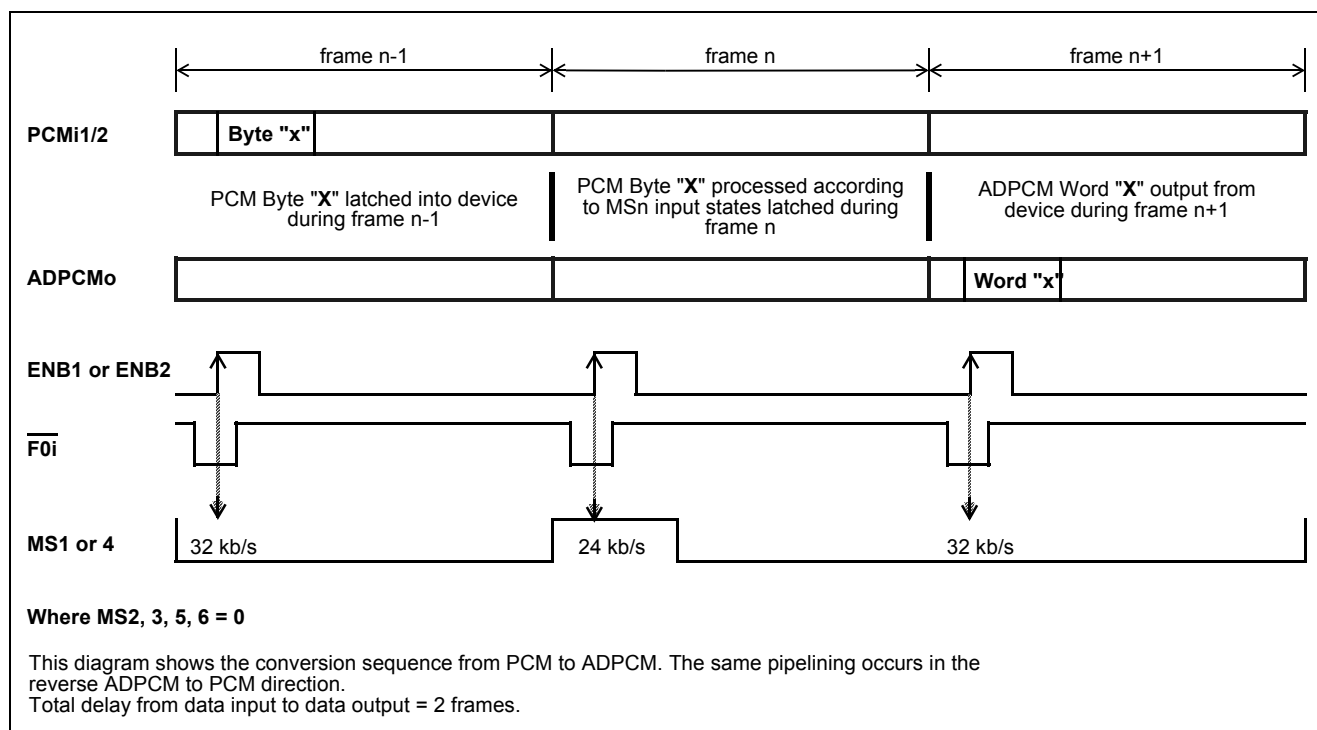 frame n-1
frame n
frame n+1
PCMi1/2
Byte "x"
PCM Byte "X" latched into device
during frame n-1
PCM Byte "X" processed according
to MSn input states latched during
frame n
ADPCM Word "X" output from
device during frame n+1
ADPCMo
Word "x"
ENB1 or ENB2
F0i
MS1 or 4
32 kb/s
24 kb/s
32 kb/s
Where MS2, 3, 5, 6 = 0
This diagram shows the conversion sequence from PCM to ADPCM. The same pipelining occurs in the
reverse ADPCM to PCM direction.
Total delay from data input to data output = 2 frames.